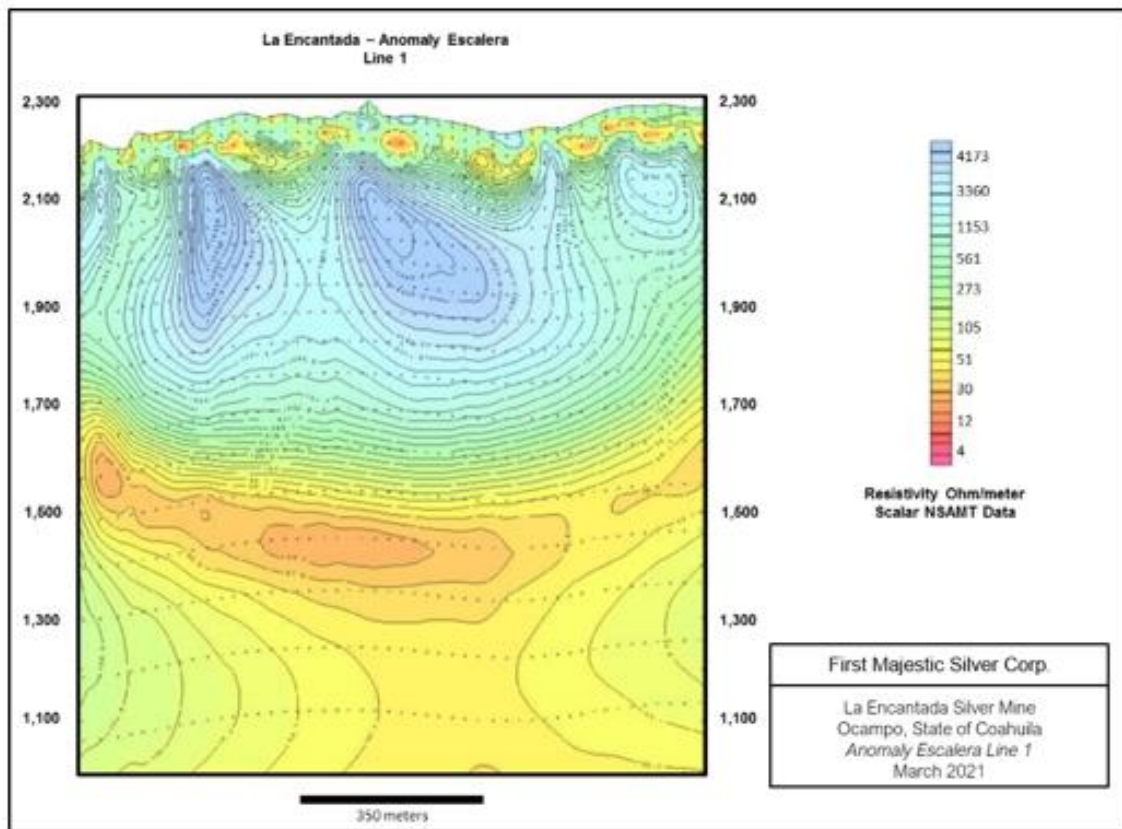 La Encantada – Anomaly Escalera
Line 1
2,300
2,100
1,900
1,700
1,500
1,300
1,100
2,300
2,100
1,900
1,700
1,500
1,300
1,100
4173
3360
1153
561
273
105
51
30
12
4
Resistivity Ohm/meter
Scalar NSAMT Data
350 meters
First Majestic Silver Corp.
La Encantada Silver Mine
Ocampo, State of Coahuila
Anomaly Escalera Line 1
March 2021